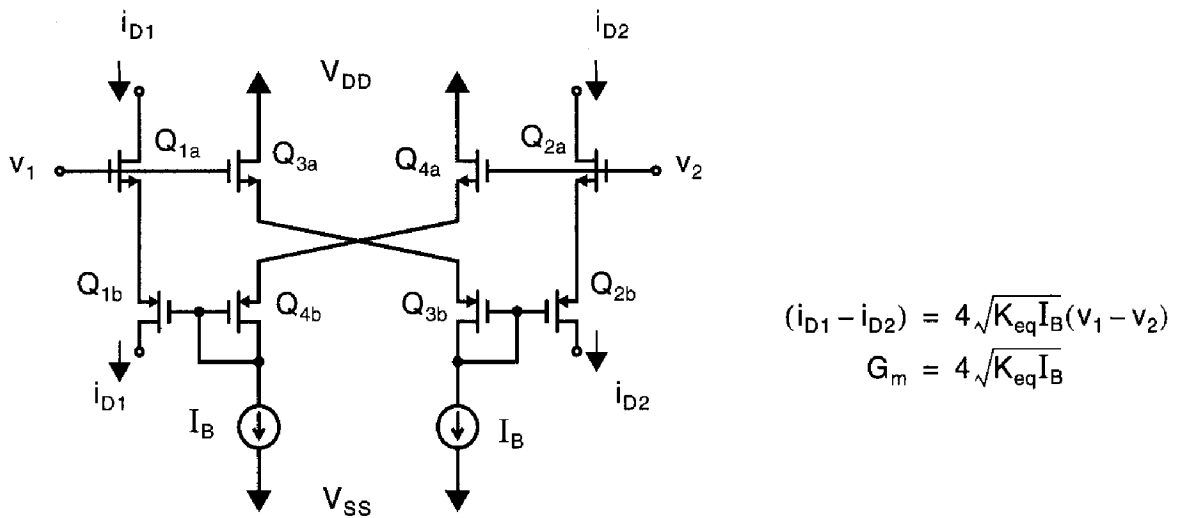 i_D1
i_D2
V_DD
Q_1a
Q_3a
Q_4a
Q_2a
v_1
v_2
Q_1b
Q_4b
Q_3b
Q_2b
(i_D1 – i_D2) = 4√(K_eq I_B)(v_1 – v_2)
G_m = 4√(K_eq I_B)
i_D1
i_D2
I_B
I_B
V_SS